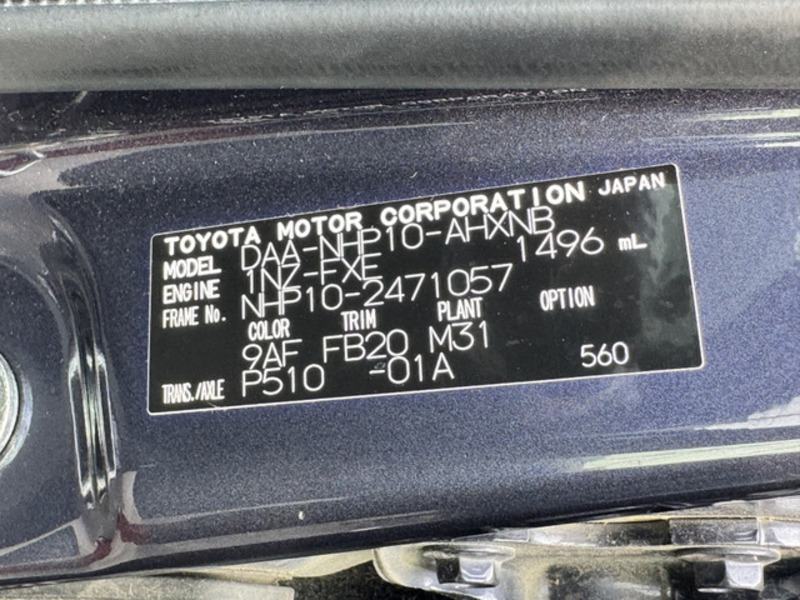 TOYOTA MOTOR CORPORATION JAPAN
MODEL DAA-NHP10-AHXNB
ENGINE 1NZ-FXE 1496 mL
FRAME No. NHP10-2471057
COLOR TRIM PLANT OPTION
9AF FB20 M31
TRANS./AXLE P510 -01A 560